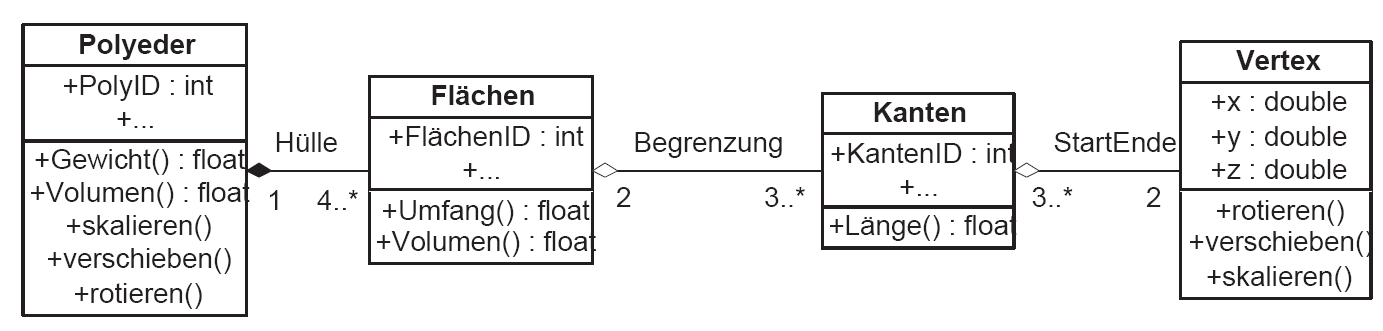 Polyeder
+PolyID : int
+...
+Gewicht() : float
+Volumen() : float
+skalieren()
+verschieben()
+rotieren()
Hülle
1
4..*
Flächen
+FlächenID : int
+...
+Umfang() : float
+Volumen() : float
Begrenzung
2
3..*
Kanten
+KantenID : int
+...
+Länge() : float
StartEnde
3..*
2
Vertex
+x : double
+y : double
+z : double
+rotieren()
+verschieben()
+skalieren()